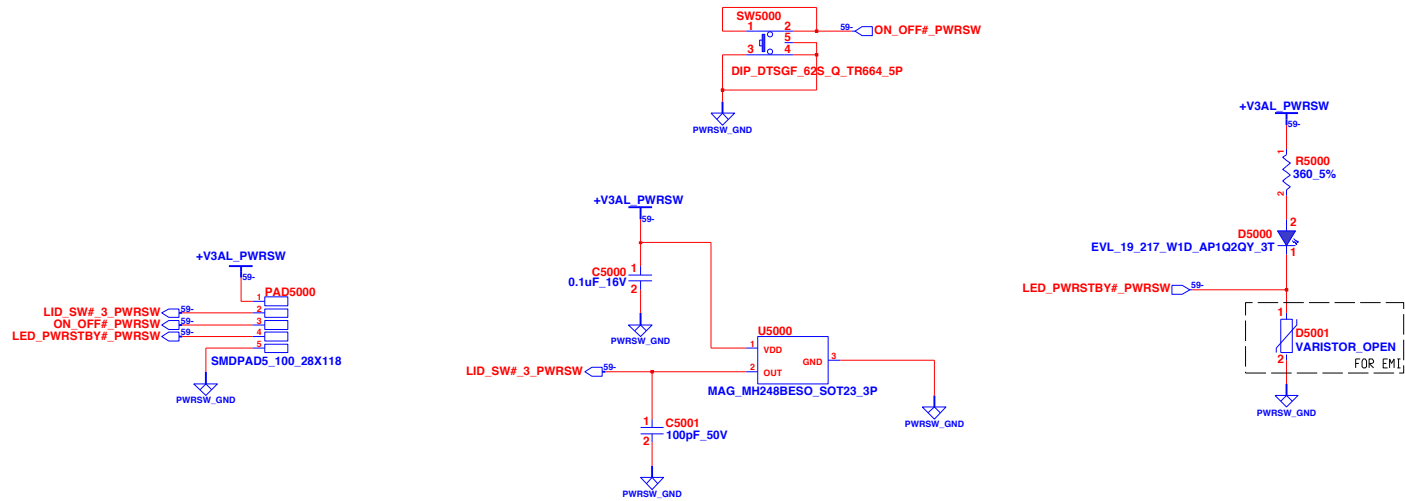 SW5000
1 2
5
3 4
59-
ON_OFF#_PWRSW
DIP_DTSGF_62S_Q_TR664_5P
PWRSW_GND
+V3AL_PWRSW
59-
1
R5000
360_5%
2
2
D5000
EVL_19_217_W1D_AP1Q2QY_3T
1
LED_PWRSTBY#_PWRSW
59-
1
D5001
VARISTOR_OPEN
2
FOR EMI
PWRSW_GND
+V3AL_PWRSW
59-
1
C5000
0.1uF_16V
2
PWRSW_GND
U5000
1
VDD
GND
3
LID_SW#_3_PWRSW
59-
2
OUT
MAG_MH248BESO_SOT23_3P
PWRSW_GND
1
C5001
100pF_50V
2
PWRSW_GND
+V3AL_PWRSW
59-
PAD5000
1
LID_SW#_3_PWRSW
59-
2
ON_OFF#_PWRSW
59-
3
LED_PWRSTBY#_PWRSW
59-
4
5
SMDPAD5_100_28X118
PWRSW_GND